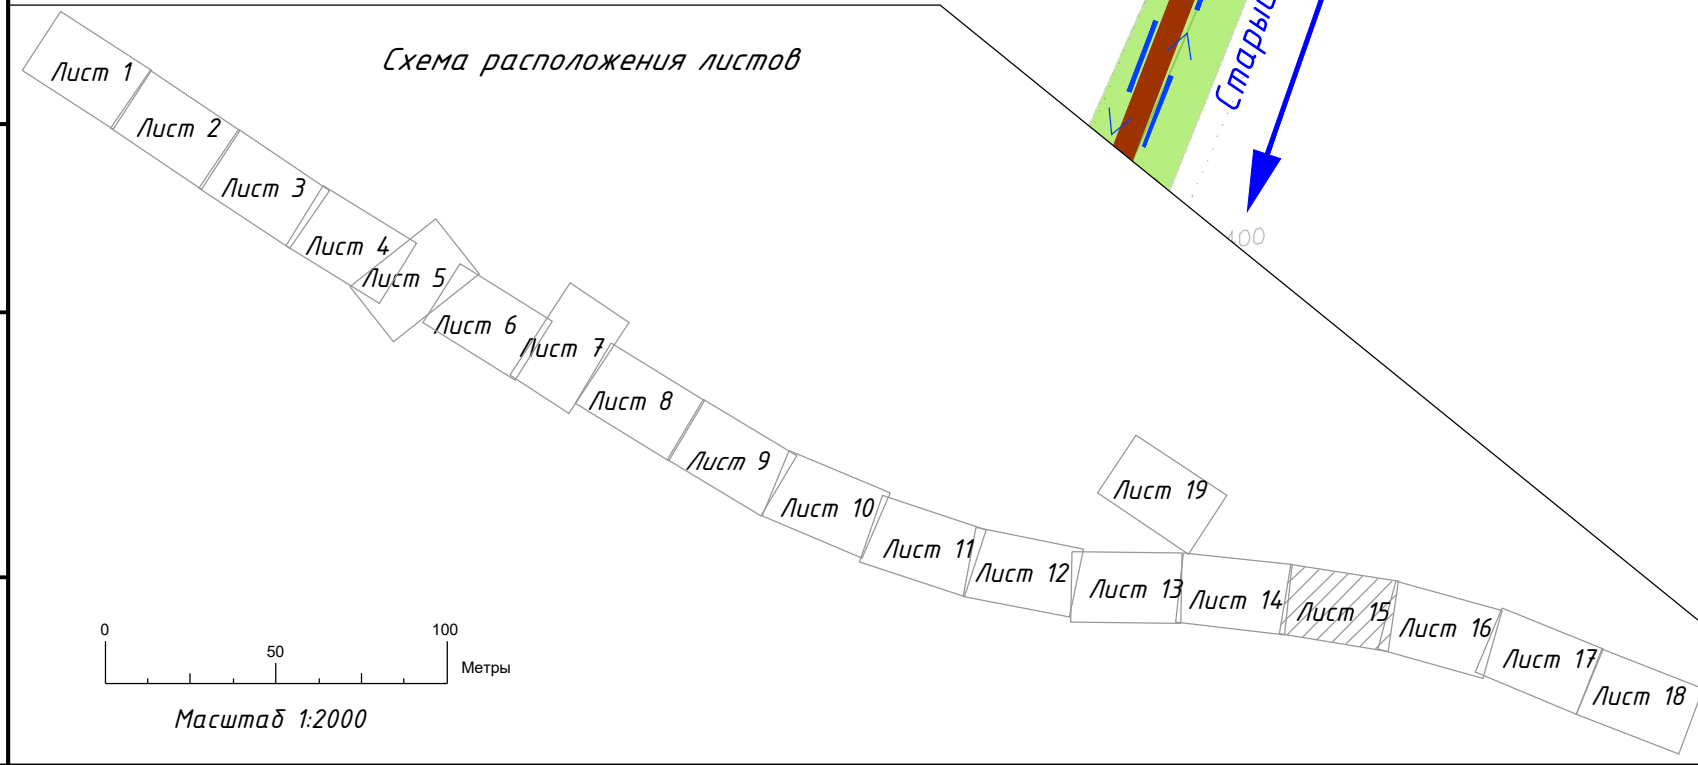 Схема расположения листов
Старый
400
Лист 1
Лист 2
Лист 3
Лист 4
Лист 5
Лист 6
Лист 7
Лист 8
Лист 9
Лист 10
Лист 11
Лист 12
Лист 13
Лист 14
Лист 15
Лист 16
Лист 17
Лист 18
Лист 19
0 50 100
Метры
Масштаб 1:2000